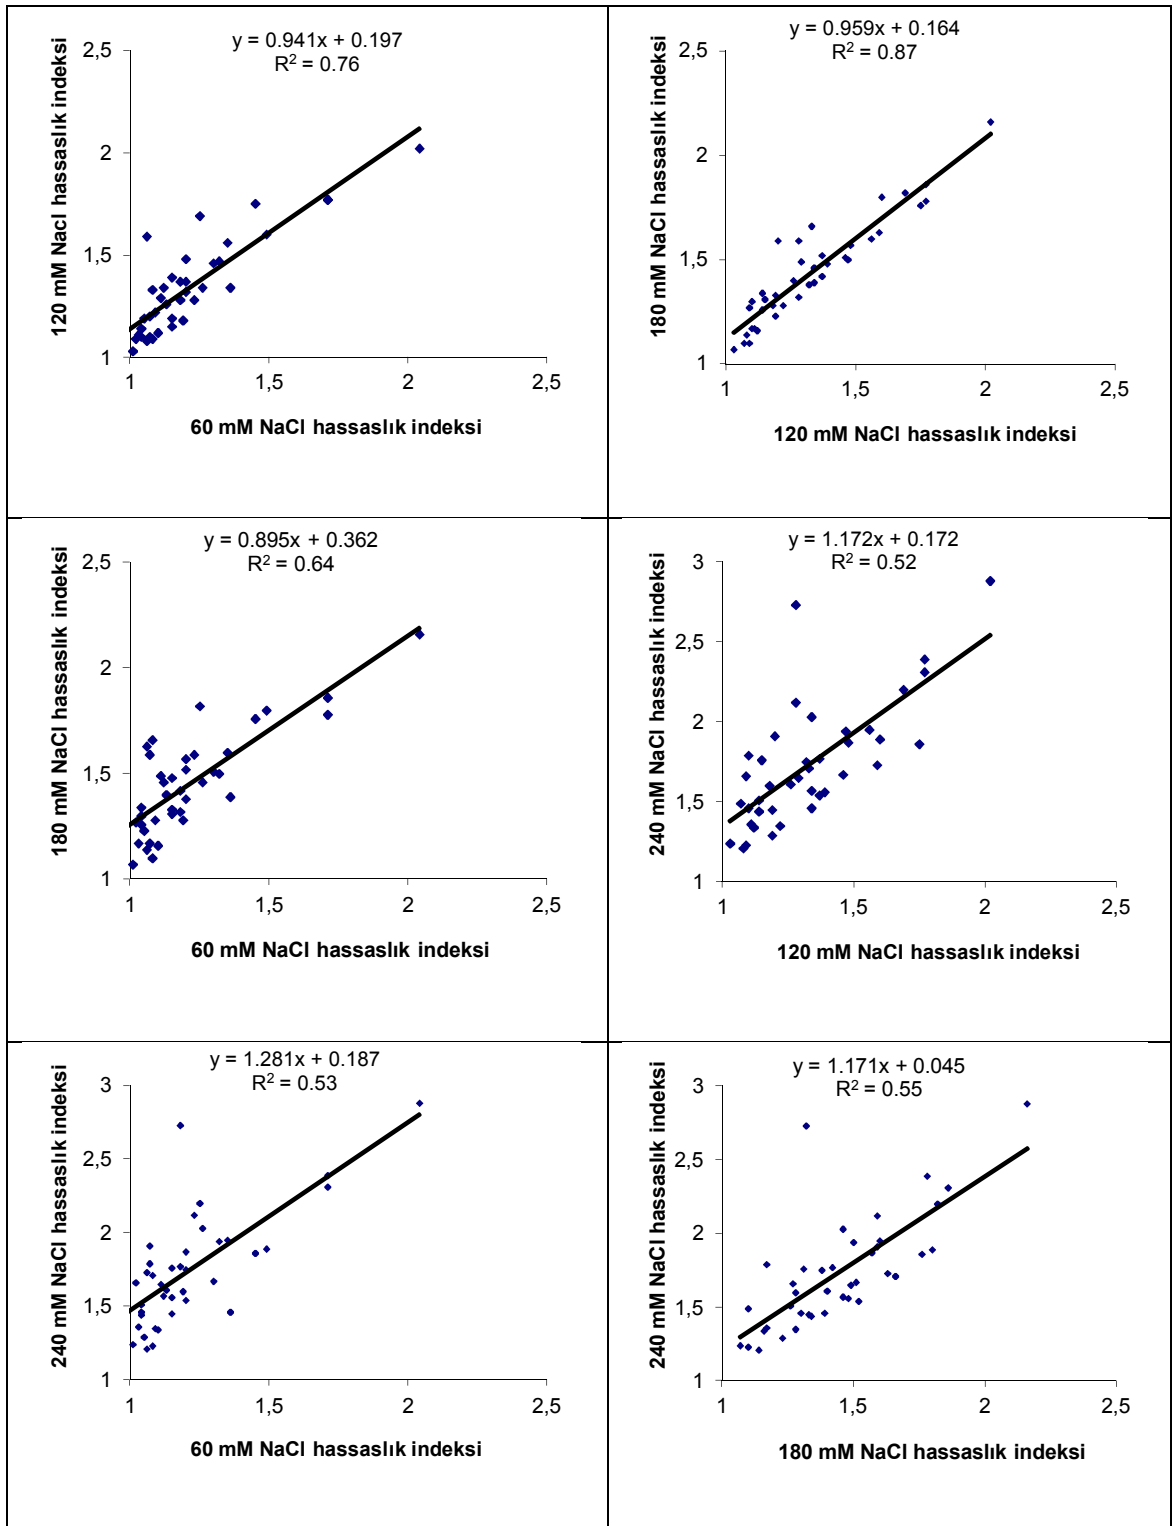 y = 0.941x + 0.197
R² = 0.76
120 mM Nacl hassaslık indeksi
2,5
2
1,5
1
1 1,5 2 2,5
60 mM NaCl hassaslık indeksi
y = 0.959x + 0.164
R² = 0.87
180 mM NaCl hassaslık indeksi
2,5
2
1,5
1
1 1,5 2 2,5
120 mM NaCl hassaslık indeksi
y = 0.895x + 0.362
R² = 0.64
180 mM NaCl hassaslık indeksi
2,5
2
1,5
1
1 1,5 2 2,5
60 mM NaCl hassaslık indeksi
y = 1.172x + 0.172
R² = 0.52
240 mM NaCl hassaslık indeksi
3
2,5
2
1,5
1
1 1,5 2 2,5
120 mM NaCl hassaslık indeksi
y = 1.281x + 0.187
R² = 0.53
240 mM NaCl hassaslık indeksi
3
2,5
2
1,5
1
1 1,5 2 2,5
60 mM NaCl hassaslık indeksi
y = 1.171x + 0.045
R² = 0.55
240 mM NaCl hassaslık indeksi
3
2,5
2
1,5
1
1 1,5 2 2,5
180 mM NaCl hassaslık indeksi